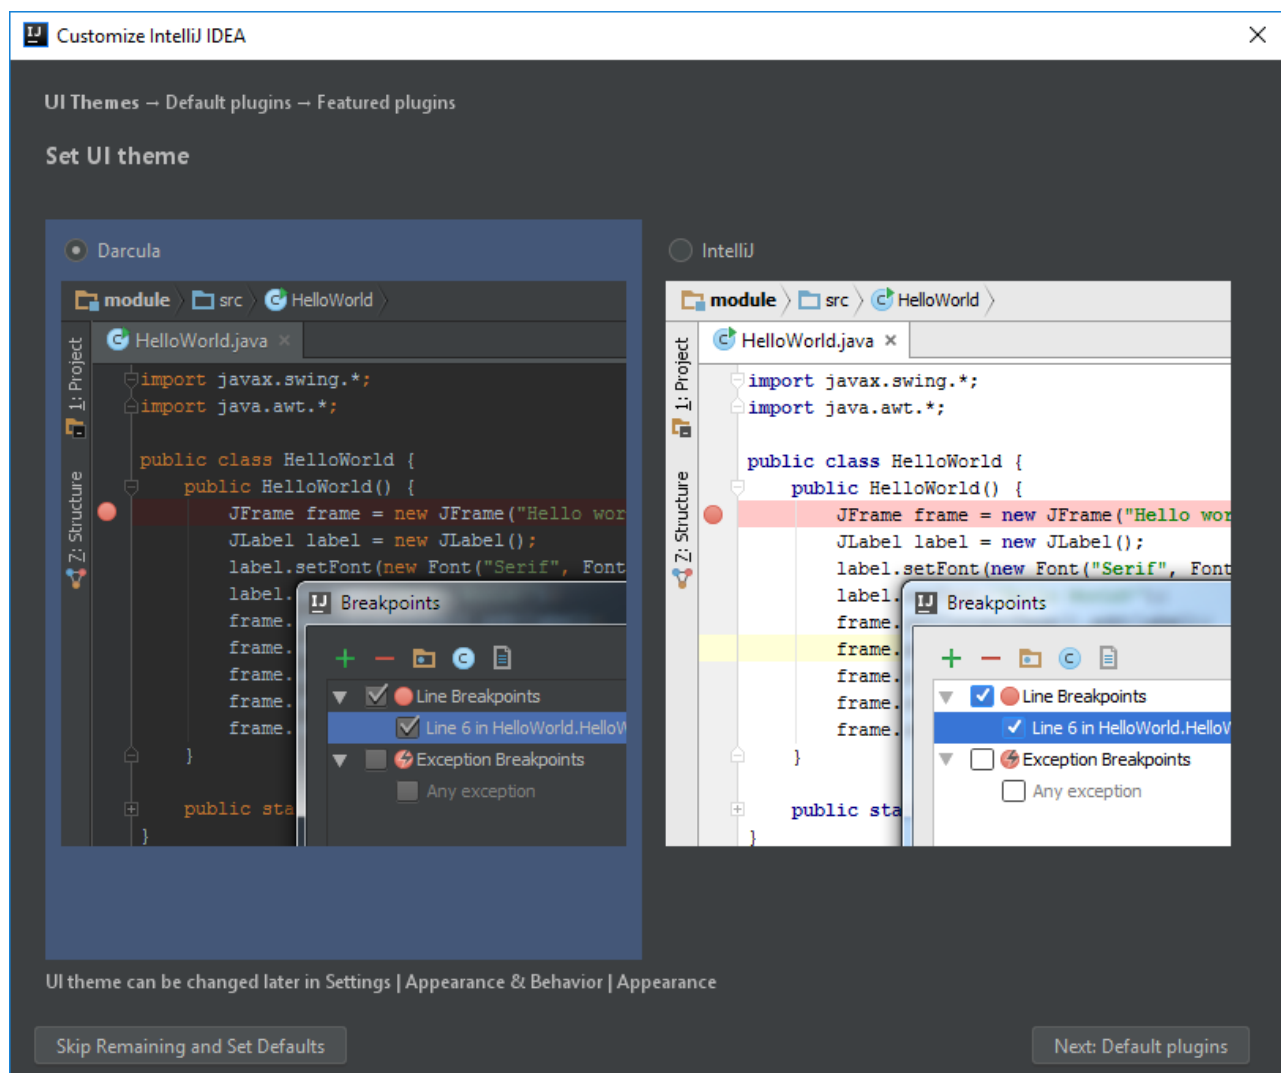 Customize IntelliJ IDEA
UI Themes → Default plugins → Featured plugins
Set UI theme
Darcula
module src HelloWorld
HelloWorld.java
1: Project
7: Structure
import javax.swing.*;
import java.awt.*;
public class HelloWorld {
public HelloWorld() {
JFrame frame = new JFrame("Hello wor
JLabel label = new JLabel();
label.setFont(new Font("Serif", Font
label.
frame.
frame.
frame.
frame.
frame.
}
public sta
}
IJ Breakpoints
Line Breakpoints
Line 6 in HelloWorld.HelloW
Exception Breakpoints
Any exception
IntelliJ
module src HelloWorld
HelloWorld.java
1: Project
7: Structure
import javax.swing.*;
import java.awt.*;
public class HelloWorld {
public HelloWorld() {
JFrame frame = new JFrame("Hello wor
JLabel label = new JLabel();
label.setFont(new Font("Serif", Font
label.
frame.
frame.
frame.
frame.
frame.
}
public sta
}
IJ Breakpoints
Line Breakpoints
Line 6 in HelloWorld.HelloW
Exception Breakpoints
Any exception
UI theme can be changed later in Settings | Appearance & Behavior | Appearance
Skip Remaining and Set Defaults
Next: Default plugins